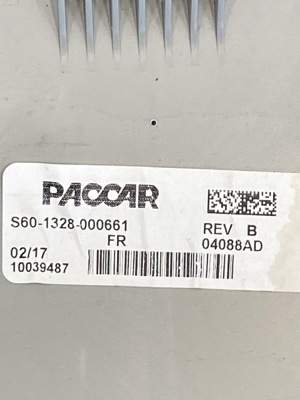 PACCAR
S60-1328-000661 REV B
FR 04088AD
02/17
10039487